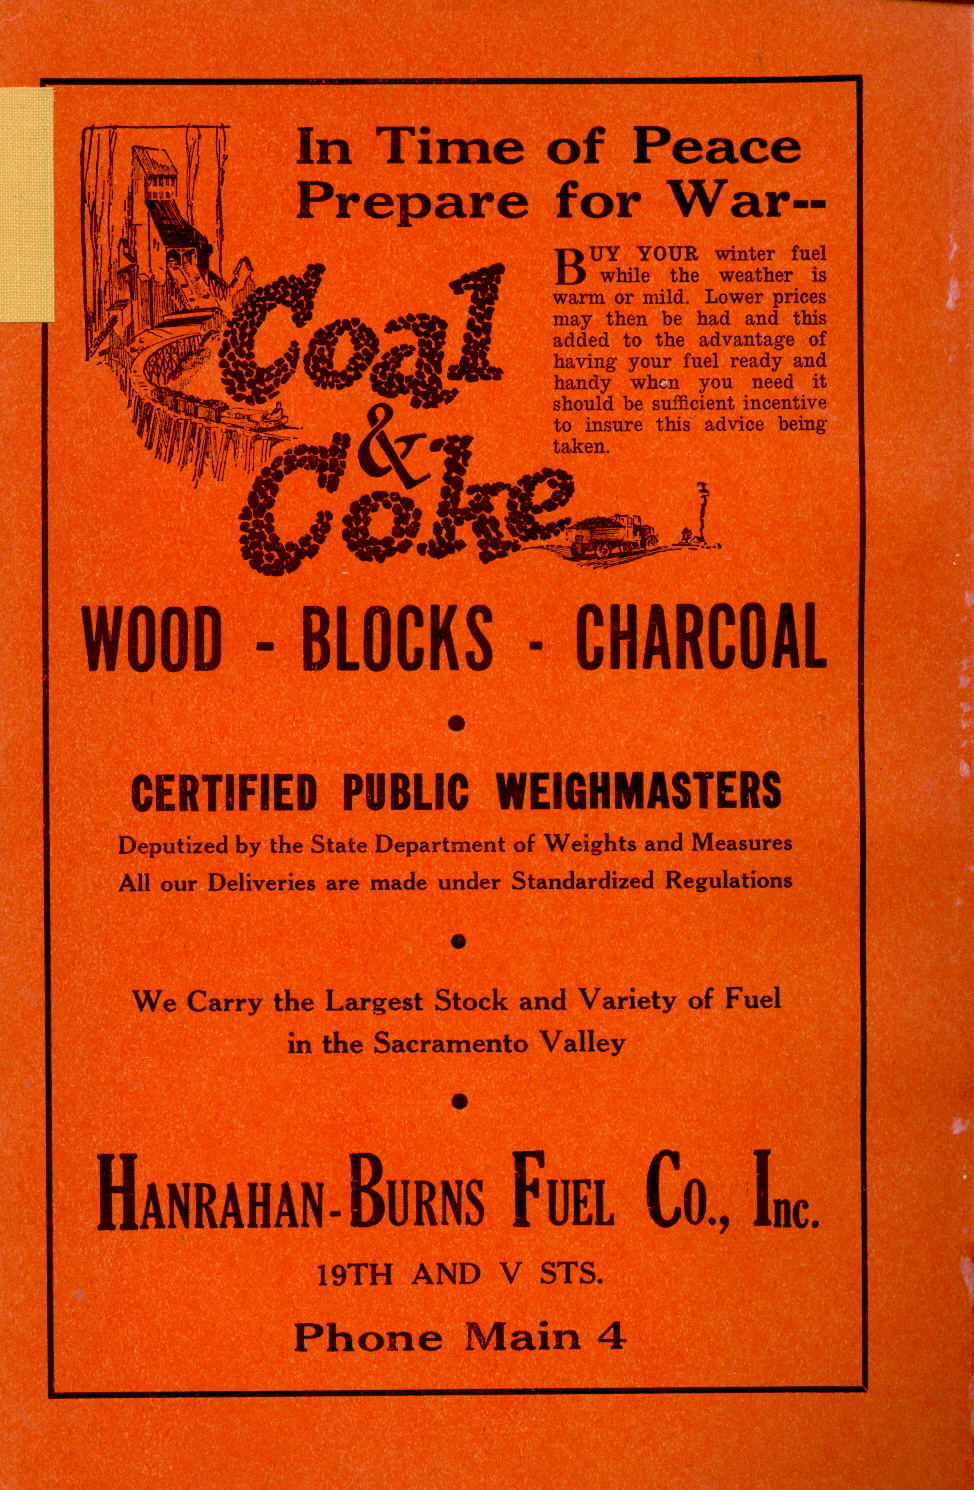 In Time of Peace
Prepare for War--
BUY YOUR winter fuel
while the weather is
warm or mild. Lower prices
may then be had and this
added to the advantage of
having your fuel ready and
handy when you need it
should be sufficient incentive
to insure this advice being
taken.
Coal
&
Coke
WOOD - BLOCKS - CHARCOAL
CERTIFIED PUBLIC WEIGHMASTERS
Deputized by the State Department of Weights and Measures
All our Deliveries are made under Standardized Regulations
We Carry the Largest Stock and Variety of Fuel
in the Sacramento Valley
HANRAHAN-BURNS FUEL CO., INC.
19TH AND V STS.
Phone Main 4